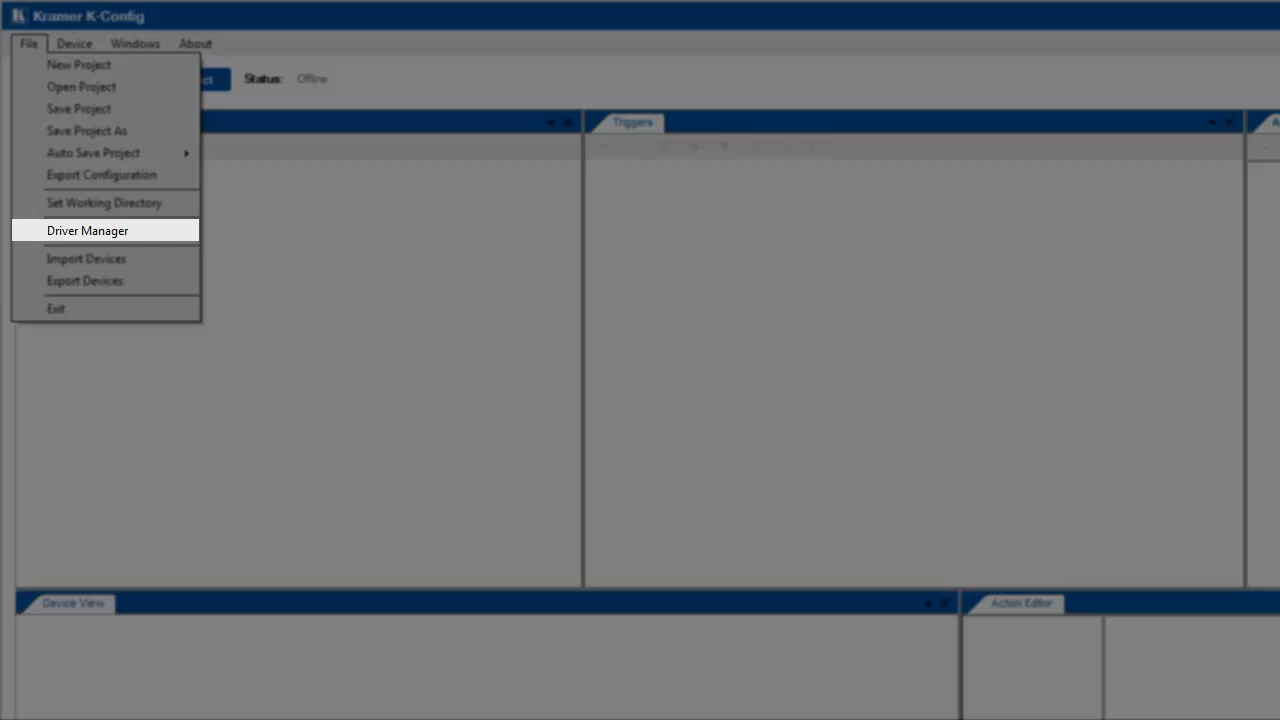 Kramer K-Config
File Device Windows About
New Project
Open Project
Save Project
Save Project As
Auto Save Project
Export Configuration
Set Working Directory
Driver Manager
Import Devices
Export Devices
Exit
Status: Offline
Triggers
Device View
Action Editor